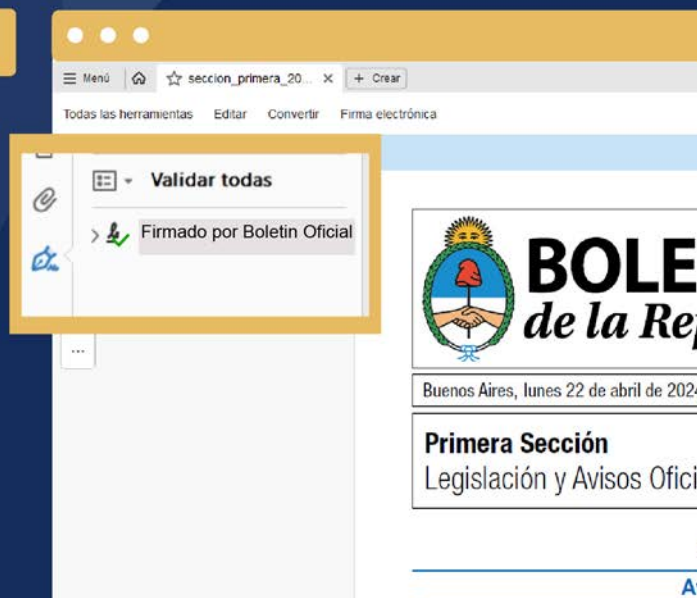 Menú seccion_primera_20... × + Crear
Todas las herramientas Editar Convertir Firma electrónica
Validar todas
Firmado por Boletin Oficial
...
BOLE
de la Re
Buenos Aires, lunes 22 de abril de 2024
Primera Sección
Legislación y Avisos Ofici